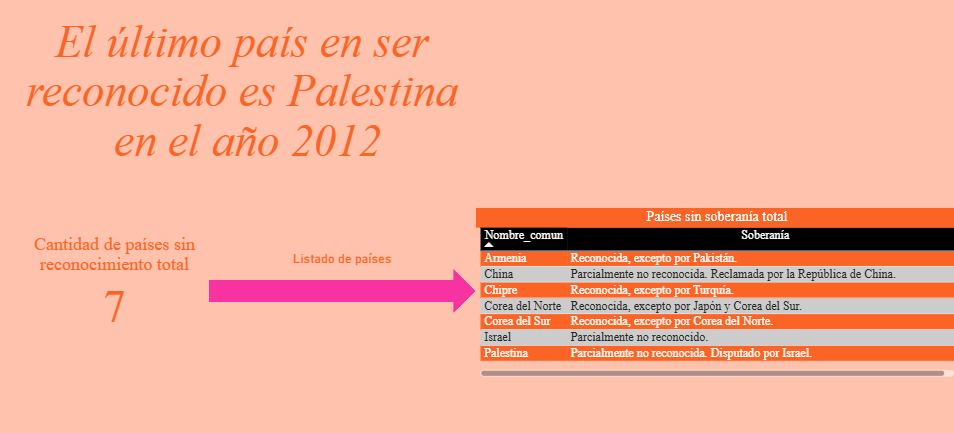 El último país en ser
reconocido es Palestina
en el año 2012
Cantidad de países sin
reconocimiento total
7
Listado de países
Países sin soberanía total
Nombre_comun Soberanía
Armenia Reconocida, excepto por Pakistán.
China Parcialmente no reconocida. Reclamada por la República de China.
Chipre Reconocida, excepto por Turquía.
Corea del Norte Reconocida, excepto por Japón y Corea del Sur.
Corea del Sur Reconocida, excepto por Corea del Norte.
Israel Parcialmente no reconocido.
Palestina Parcialmente no reconocida. Disputado por Israel.